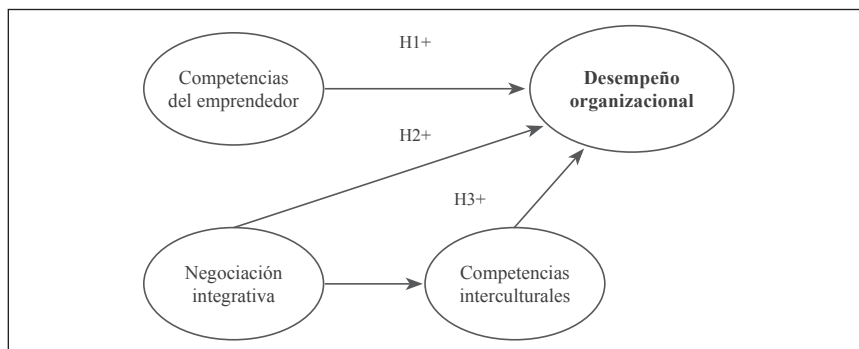 H1+
Competencias
del emprendedor
Desempeño
organizacional
H2+
H3+
Negociación
integrativa
Competencias
interculturales